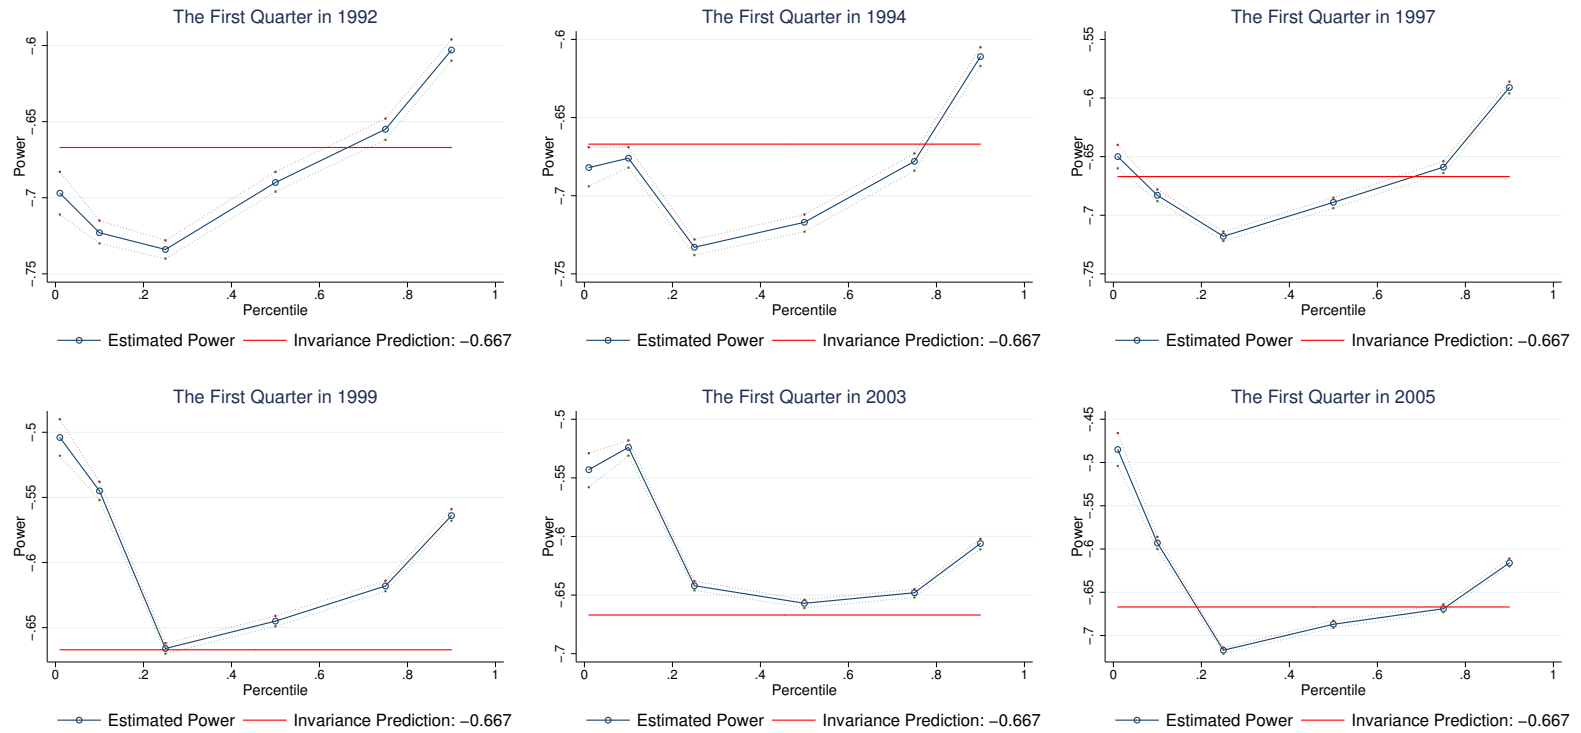 The First Quarter in 1992
Power
−.6
−.65
−.7
−.75
0 .2 .4 .6 .8 1
Percentile
Estimated Power Invariance Prediction: −0.667
The First Quarter in 1994
Power
−.6
−.65
−.7
−.75
0 .2 .4 .6 .8 1
Percentile
Estimated Power Invariance Prediction: −0.667
The First Quarter in 1997
Power
−.55
−.6
−.65
−.7
−.75
0 .2 .4 .6 .8 1
Percentile
Estimated Power Invariance Prediction: −0.667
The First Quarter in 1999
Power
−.5
−.55
−.6
−.65
0 .2 .4 .6 .8 1
Percentile
Estimated Power Invariance Prediction: −0.667
The First Quarter in 2003
Power
−.5
−.55
−.6
−.65
−.7
0 .2 .4 .6 .8 1
Percentile
Estimated Power Invariance Prediction: −0.667
The First Quarter in 2005
Power
−.45
−.5
−.55
−.6
−.65
−.7
0 .2 .4 .6 .8 1
Percentile
Estimated Power Invariance Prediction: −0.667